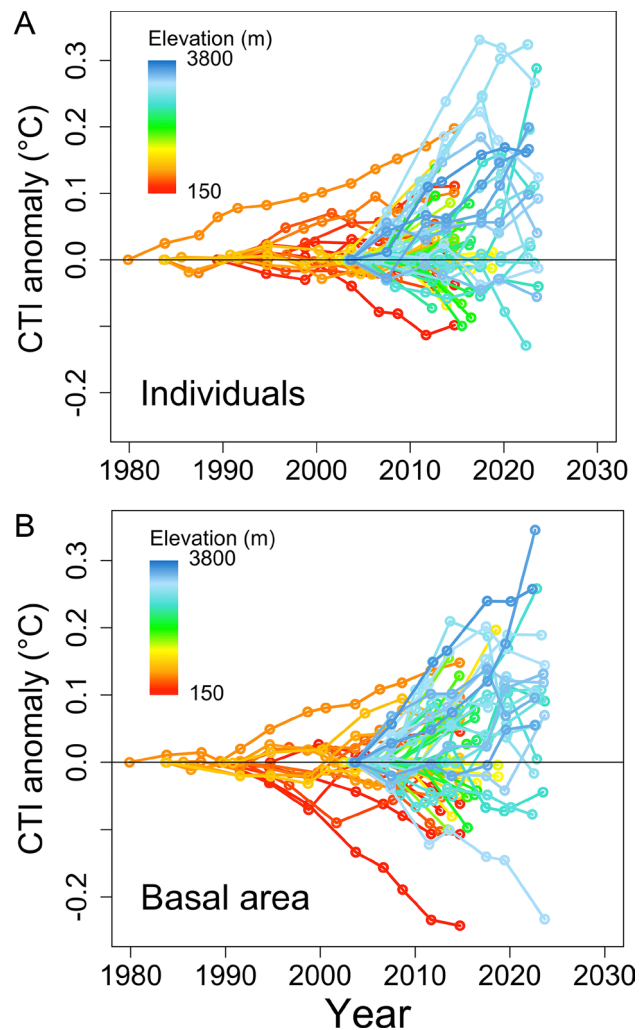 A
Elevation (m)
3800
150
CTI anomaly (°C)
0.3
0.2
0.1
0.0
-0.2
Individuals
1980 1990 2000 2010 2020 2030
B
Elevation (m)
3800
150
CTI anomaly (°C)
0.3
0.2
0.1
0.0
-0.2
Basal area
1980 1990 2000 2010 2020 2030
Year